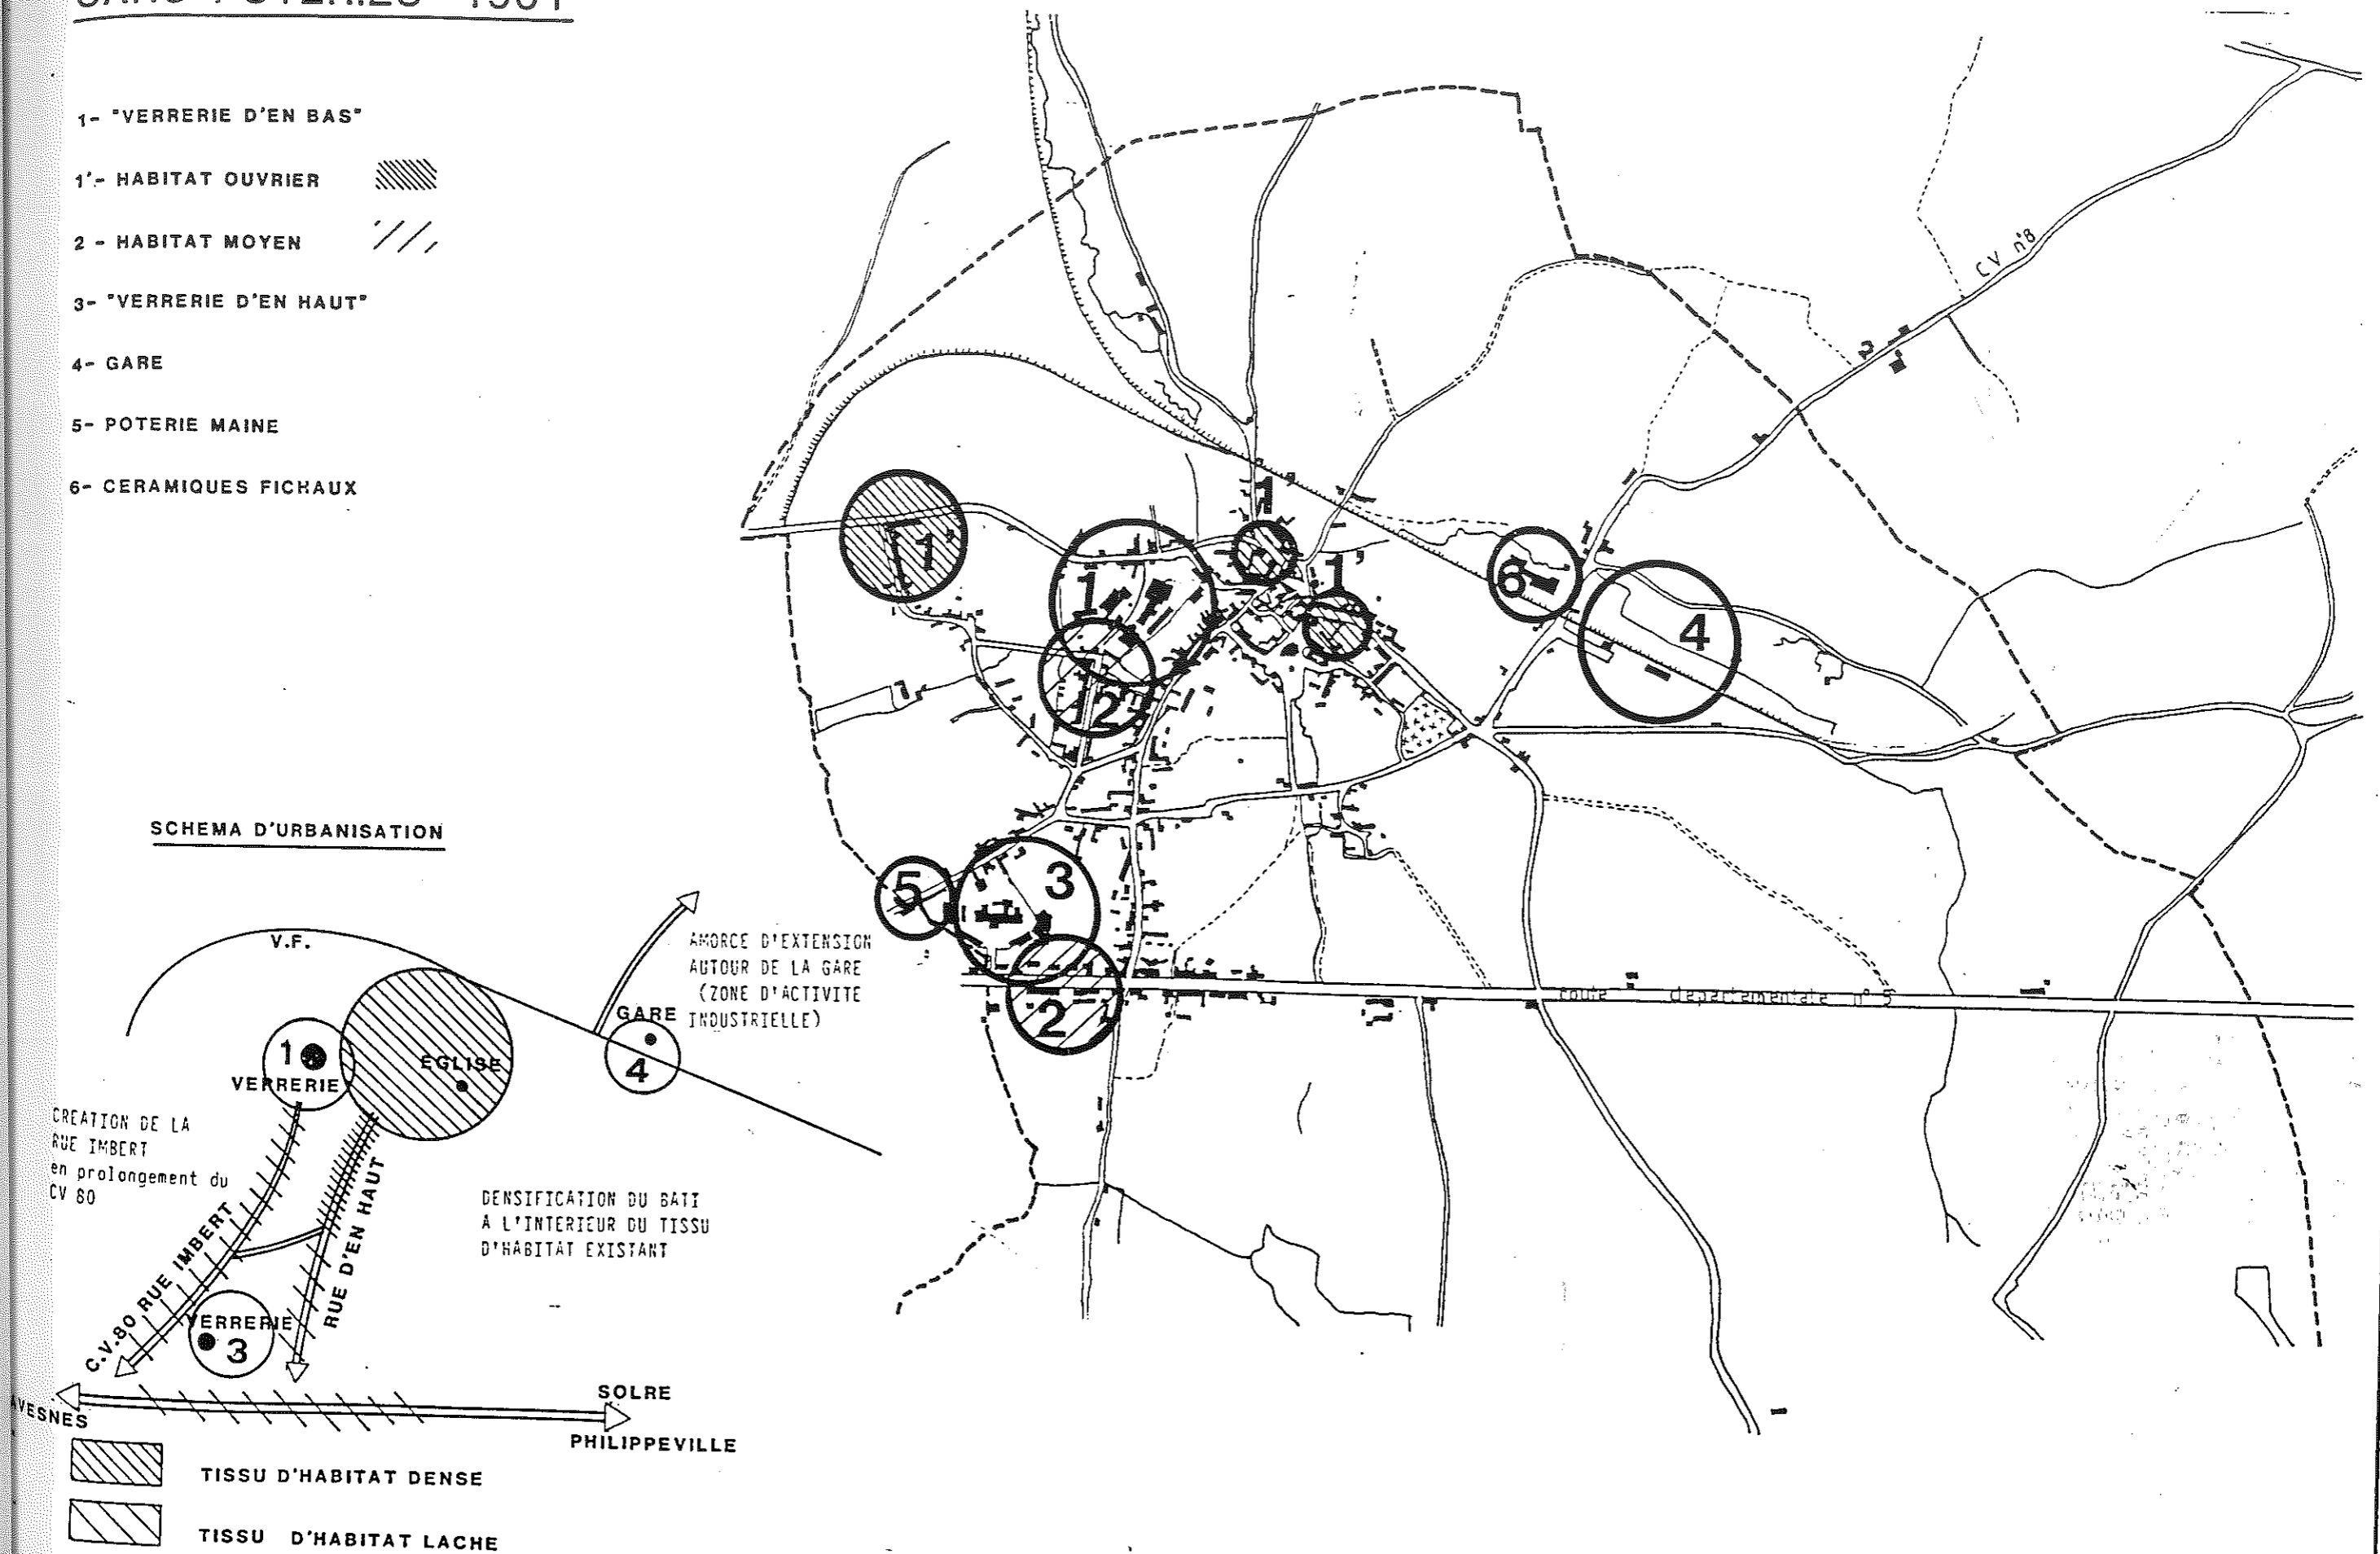 1- "VERRERIE D'EN BAS"
1'- HABITAT OUVRIER
2 - HABITAT MOYEN
3- "VERRERIE D'EN HAUT"
4- GARE
5- POTERIE MAINE
6- CERAMIQUES FICHAUX
CV n°8
1'
1'
1
1'
2
6
4
5
3
2
route departementale n° 5
SCHEMA D'URBANISATION
V.F.
AMORCE D'EXTENSION
AUTOUR DE LA GARE
(ZONE D'ACTIVITE
INDUSTRIELLE)
GARE
4
1
VERRERIE
EGLISE
CREATION DE LA
RUE IMBERT
en prolongement du
CV 80
DENSIFICATION DU BATI
A L'INTERIEUR DU TISSU
D'HABITAT EXISTANT
C.V.80 RUE IMBERT
RUE D'EN HAUT
VERRERIE
3
AVESNES
SOLRE
PHILIPPEVILLE
TISSU D'HABITAT DENSE
TISSU D'HABITAT LACHE